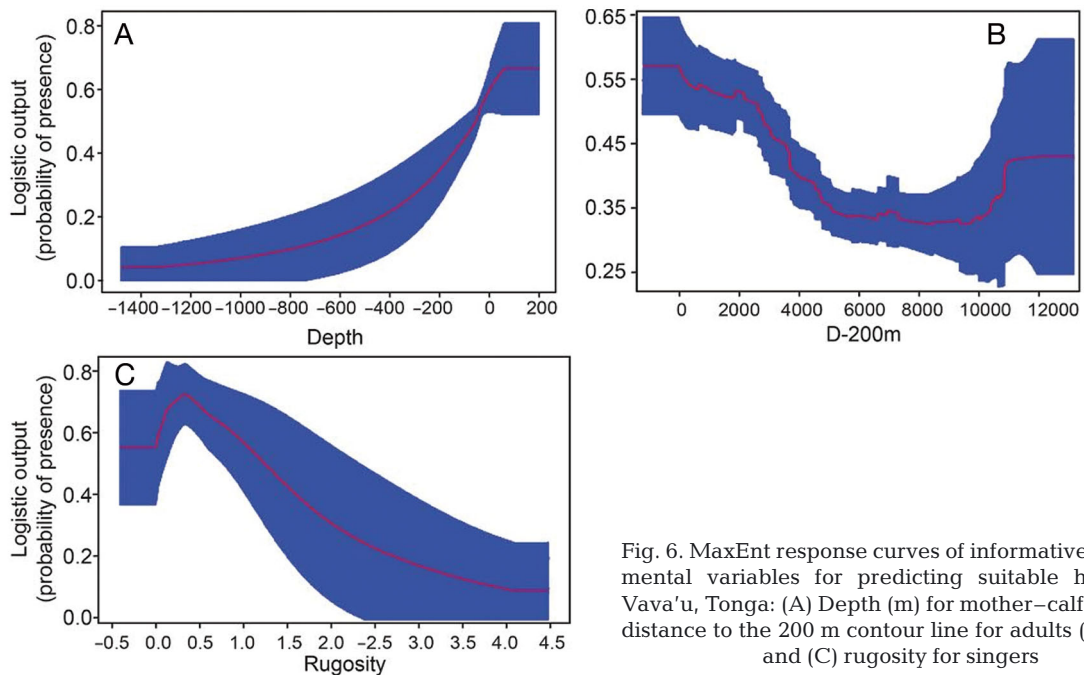 A
0.8
0.6
0.4
0.2
0.0
Logistic output
(probability of presence)
−1400 −1200 −1000 −800 −600 −400 −200 0 200
Depth
B
0.65
0.55
0.45
0.35
0.25
0 2000 4000 6000 8000 10000 12000
D-200m
C
0.8
0.6
0.4
0.2
0.0
Logistic output
(probability of presence)
−0.5 0.0 0.5 1.0 1.5 2.0 -2.5 3.0 3.5 4.0 4.5
Rugosity
Fig. 6. MaxEnt response curves of informative
mental variables for predicting suitable h
Vava'u, Tonga: (A) Depth (m) for mother−calf
distance to the 200 m contour line for adults (
and (C) rugosity for singers